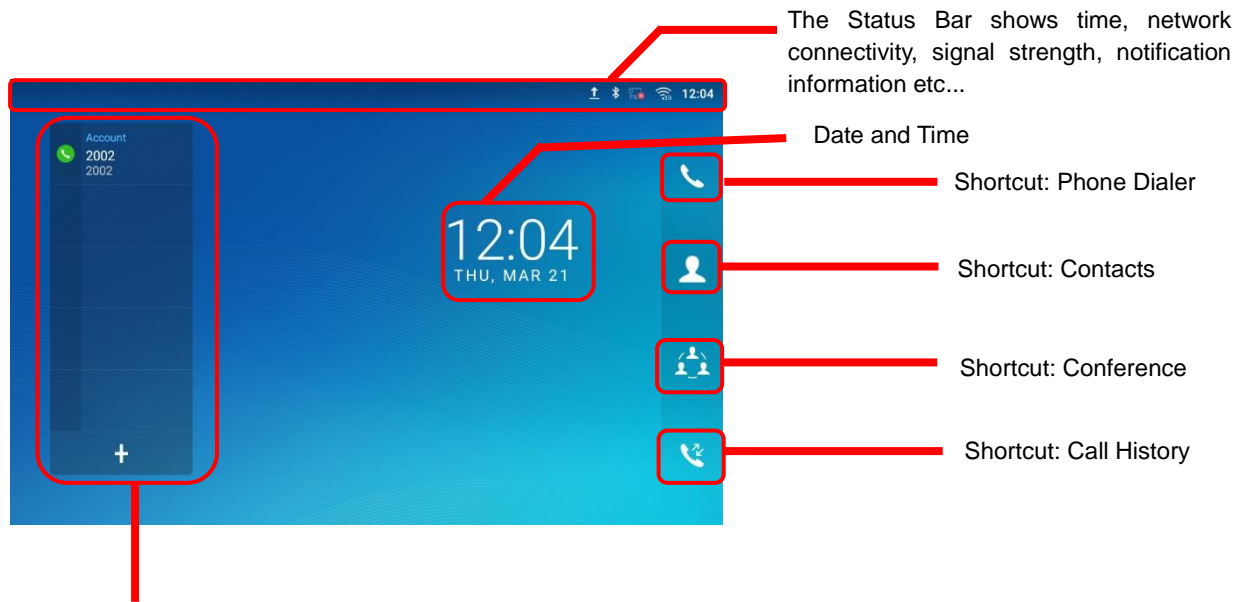 The Status Bar shows time, network
connectivity, signal strength, notification
information etc...
12:04
Date and Time
Account
2002
2002
Shortcut: Phone Dialer
12:04
THU, MAR 21
Shortcut: Contacts
Shortcut: Conference
Shortcut: Call History